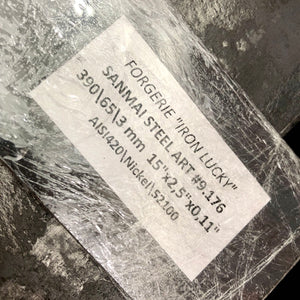 FORGERIE "IRON LUCKY"
SANMAI STEEL ART #9.176
390\65\3 mm 15"x2,5"x0,11"
AISI420\Nickel\52100